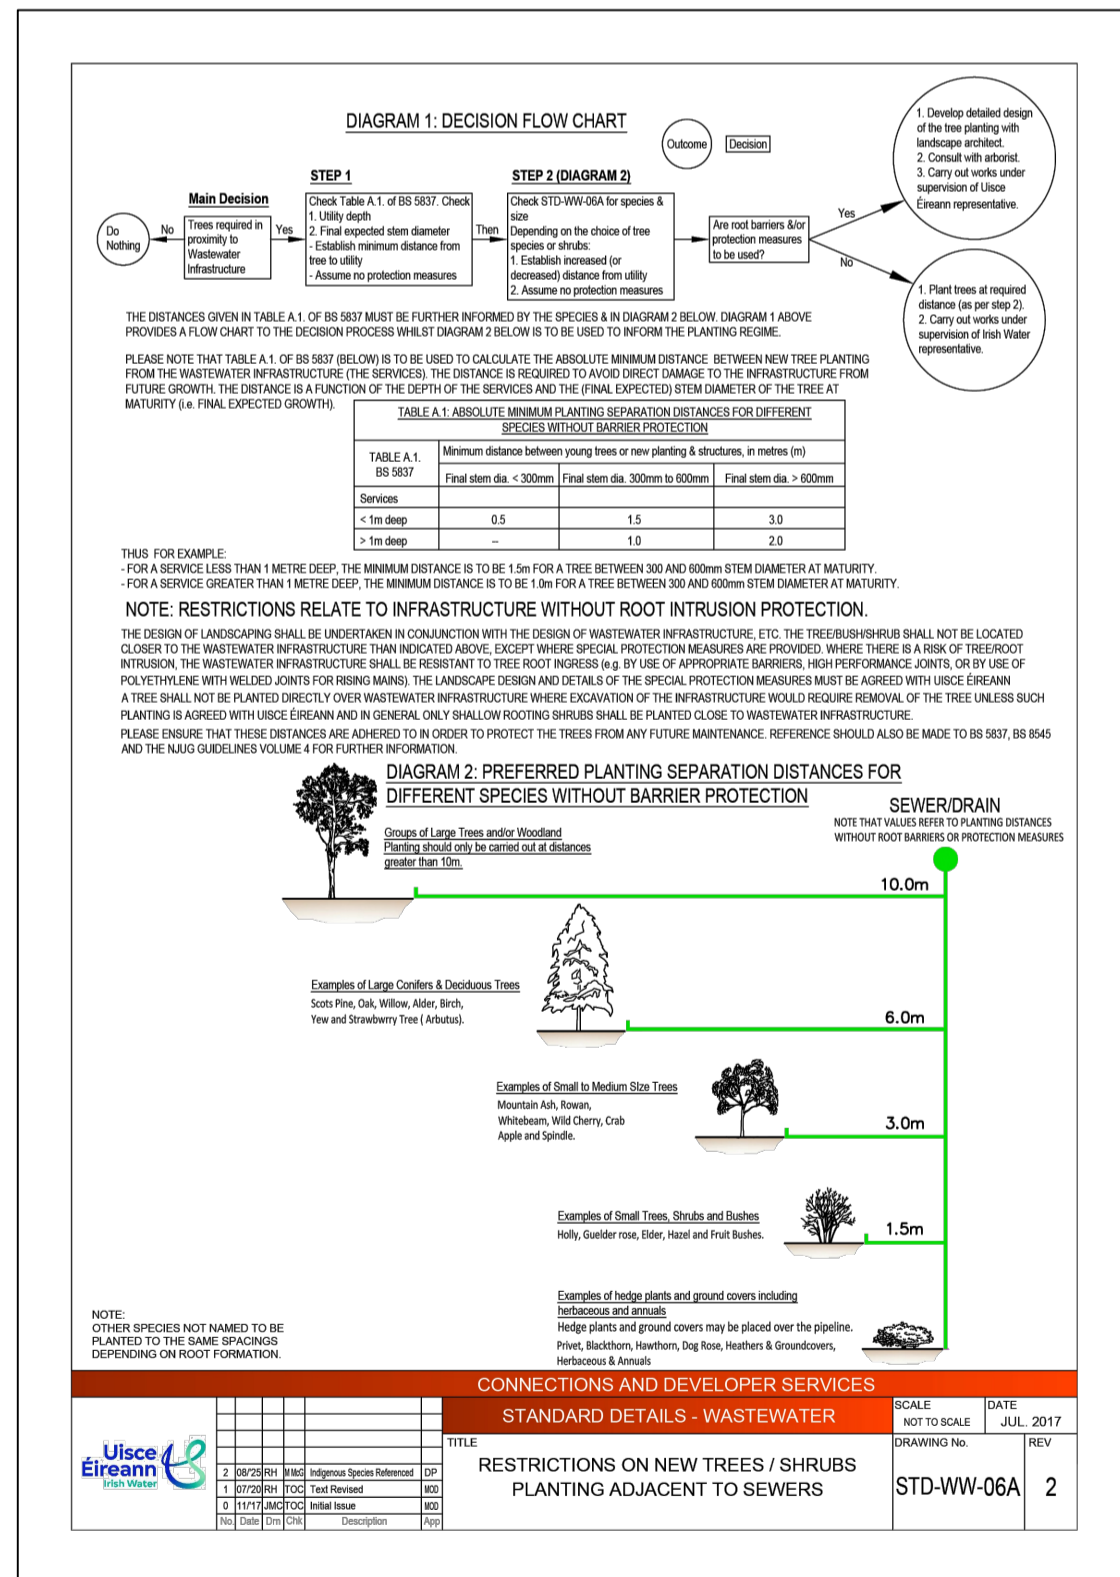 DIAGRAM 1: DECISION FLOW CHART
Outcome
Decision
Main Decision
Do
Nothing
No
Trees required in
proximity to
Wastewater
Infrastructure
Yes
STEP 1
Check Table A.1. of BS 5837. Check
1. Utility depth
2. Final expected stem diameter
- Establish minimum distance from
tree to utility
- Assume no protection measures
Then
STEP 2 (DIAGRAM 2)
Check STD-WW-06A for species &
size
Depending on the choice of tree
species or shrubs:
1. Establish increased (or
decreased) distance from utility
2. Assume no protection measures
Are root barriers &/or
protection measures
to be used?
Yes
No
1. Develop detailed design
of the tree planting with
landscape architect.
2. Consult with arborist.
3. Carry out works under
supervision of Uisce
Éireann representative.
1. Plant trees at required
distance (as per step 2).
2. Carry out works under
supervision of Irish Water
representative.
THE DISTANCES GIVEN IN TABLE A.1. OF BS 5837 MUST BE FURTHER INFORMED BY THE SPECIES & IN DIAGRAM 2 BELOW. DIAGRAM 1 ABOVE
PROVIDES A FLOW CHART TO THE DECISION PROCESS WHILST DIAGRAM 2 BELOW IS TO BE USED TO INFORM THE PLANTING REGIME.
PLEASE NOTE THAT TABLE A.1. OF BS 5837 (BELOW) IS TO BE USED TO CALCULATE THE ABSOLUTE MINIMUM DISTANCE BETWEEN NEW TREE PLANTING
FROM THE WASTEWATER INFRASTRUCTURE (THE SERVICES). THE DISTANCE IS REQUIRED TO AVOID DIRECT DAMAGE TO THE INFRASTRUCTURE FROM
FUTURE GROWTH. THE DISTANCE IS A FUNCTION OF THE DEPTH OF THE SERVICES AND THE (FINAL EXPECTED) STEM DIAMETER OF THE TREE AT
MATURITY (i.e. FINAL EXPECTED GROWTH).
TABLE A.1: ABSOLUTE MINIMUM PLANTING SEPARATION DISTANCES FOR DIFFERENT
SPECIES WITHOUT BARRIER PROTECTION
TABLE A.1.
BS 5837
Minimum distance between young trees or new planting & structures, in metres (m)
Final stem dia. < 300mm Final stem dia. 300mm to 600mm Final stem dia. > 600mm
Services
< 1m deep 0.5 1.5 3.0
> 1m deep -- 1.0 2.0
THUS FOR EXAMPLE:
- FOR A SERVICE LESS THAN 1 METRE DEEP, THE MINIMUM DISTANCE IS TO BE 1.5m FOR A TREE BETWEEN 300 AND 600mm STEM DIAMETER AT MATURITY.
- FOR A SERVICE GREATER THAN 1 METRE DEEP, THE MINIMUM DISTANCE IS TO BE 1.0m FOR A TREE BETWEEN 300 AND 600mm STEM DIAMETER AT MATURITY.
NOTE: RESTRICTIONS RELATE TO INFRASTRUCTURE WITHOUT ROOT INTRUSION PROTECTION.
THE DESIGN OF LANDSCAPING SHALL BE UNDERTAKEN IN CONJUNCTION WITH THE DESIGN OF WASTEWATER INFRASTRUCTURE, ETC. THE TREE/BUSH/SHRUB SHALL NOT BE LOCATED
CLOSER TO THE WASTEWATER INFRASTRUCTURE THAN INDICATED ABOVE, EXCEPT WHERE SPECIAL PROTECTION MEASURES ARE PROVIDED. WHERE THERE IS A RISK OF TREE/ROOT
INTRUSION, THE WASTEWATER INFRASTRUCTURE SHALL BE RESISTANT TO TREE ROOT INGRESS (e.g. BY USE OF APPROPRIATE BARRIERS, HIGH PERFORMANCE JOINTS, OR BY USE OF
POLYETHYLENE WITH WELDED JOINTS FOR RISING MAINS). THE LANDSCAPE DESIGN AND DETAILS OF THE SPECIAL PROTECTION MEASURES MUST BE AGREED WITH UISCE ÉIREANN
A TREE SHALL NOT BE PLANTED DIRECTLY OVER WASTEWATER INFRASTRUCTURE WHERE EXCAVATION OF THE INFRASTRUCTURE WOULD REQUIRE REMOVAL OF THE TREE UNLESS SUCH
PLANTING IS AGREED WITH UISCE ÉIREANN AND IN GENERAL ONLY SHALLOW ROOTING SHRUBS SHALL BE PLANTED CLOSE TO WASTEWATER INFRASTRUCTURE.
PLEASE ENSURE THAT THESE DISTANCES ARE ADHERED TO IN ORDER TO PROTECT THE TREES FROM ANY FUTURE MAINTENANCE. REFERENCE SHOULD ALSO BE MADE TO BS 5837, BS 8545
AND THE NJUG GUIDELINES VOLUME 4 FOR FURTHER INFORMATION.
DIAGRAM 2: PREFERRED PLANTING SEPARATION DISTANCES FOR
DIFFERENT SPECIES WITHOUT BARRIER PROTECTION
SEWER/DRAIN
NOTE THAT VALUES REFER TO PLANTING DISTANCES
WITHOUT ROOT BARRIERS OR PROTECTION MEASURES
Groups of Large Trees and/or Woodland
Planting should only be carried out at distances
greater than 10m.
10.0m
Examples of Large Conifers & Deciduous Trees
Scots Pine, Oak, Willow, Alder, Birch,
Yew and Strawbwrry Tree ( Arbutus).
6.0m
Examples of Small to Medium SIze Trees
Mountain Ash, Rowan,
Whitebeam, Wild Cherry, Crab
Apple and Spindle.
3.0m
Examples of Small Trees, Shrubs and Bushes
Holly, Guelder rose, Elder, Hazel and Fruit Bushes.
1.5m
Examples of hedge plants and ground covers including
herbaceous and annuals
Hedge plants and ground covers may be placed over the pipeline.
Privet, Blackthorn, Hawthorn, Dog Rose, Heathers & Groundcovers,
Herbaceous & Annuals
NOTE:
OTHER SPECIES NOT NAMED TO BE
PLANTED TO THE SAME SPACINGS
DEPENDING ON ROOT FORMATION.
CONNECTIONS AND DEVELOPER SERVICES
STANDARD DETAILS - WASTEWATER
SCALE
NOT TO SCALE
DATE
JUL. 2017
Uisce
Éireann
Irish Water
2 08/25 RH M McG Indigenous Species Referenced DP
1 07/20 RH TOC Text Revised MOD
0 11/17 JMC TOC Initial Issue MOD
No. Date Drn Chk Description App
TITLE
RESTRICTIONS ON NEW TREES / SHRUBS
PLANTING ADJACENT TO SEWERS
DRAWING No.
STD-WW-06A
REV
2